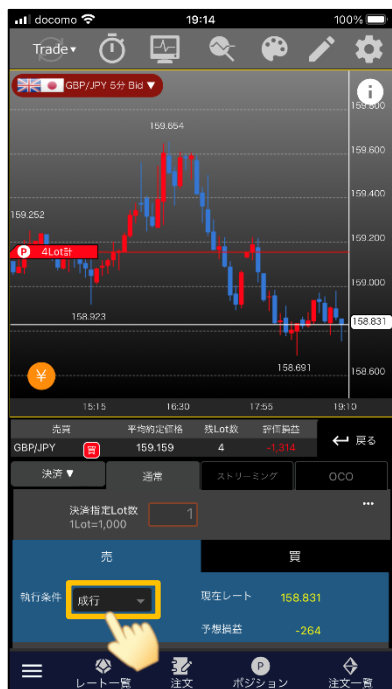 docomo 19:14 100%
Trade▼
GBP/JPY 5分 Bid ▼
159.800
159.654
159.600
159.400
159.252
159.200
P 4Lot計
159.000
158.923
158.831
158.691
158.600
¥
15:15 16:30 17:55 19:10
売買 平均約定価格 残Lot数 評価損益
GBP/JPY 買 159.159 4 -1,314 戻る
決済▼ 通常 ストリーミング OCO
決済指定Lot数 1
1Lot=1,000
売 買
執行条件 成行 現在レート 158.831
予想損益 -264
レート一覧 注文 P ポジション 注文一覧